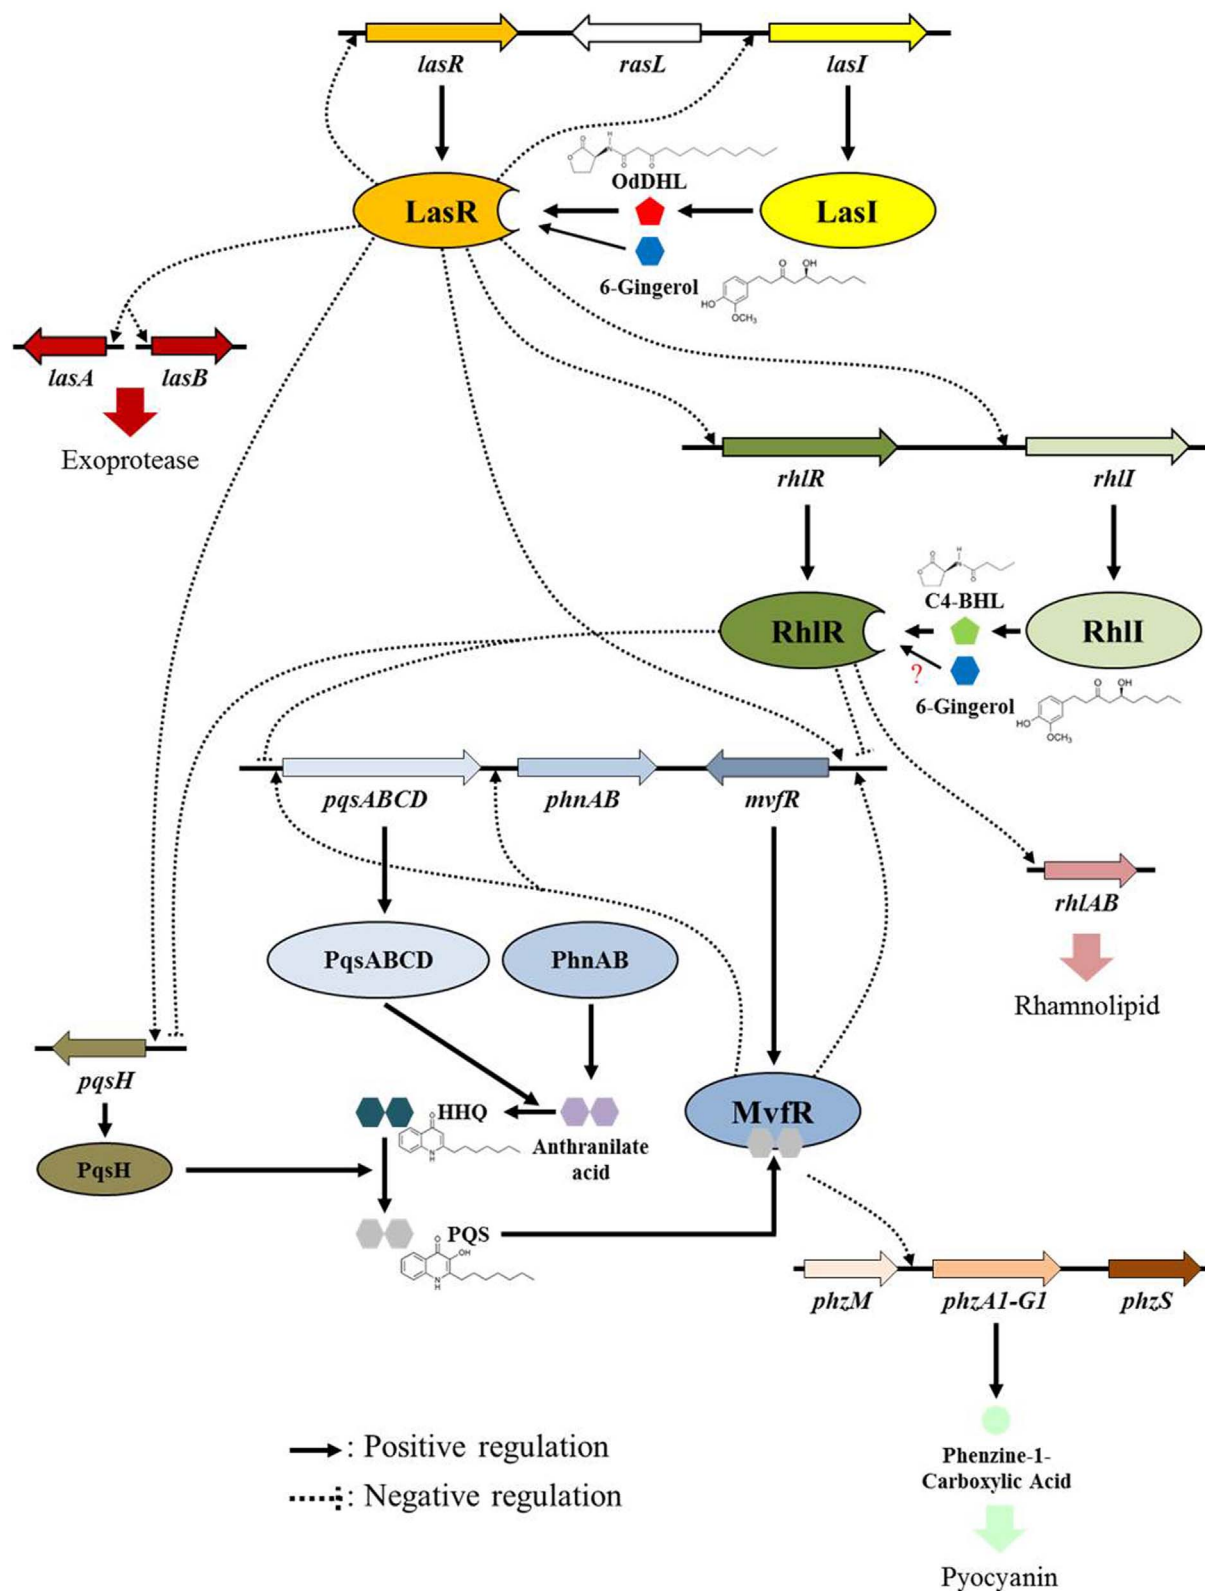 lasR
rasL
lasI
OdDHL
LasR
LasI
6-Gingerol
lasA
lasB
Exoprotease
rhlR
rhlI
C4-BHL
RhlR
RhlI
?
6-Gingerol
pqsABCD
phnAB
mvfR
rhlAB
PqsABCD
PhnAB
Rhamnolipid
pqsH
HHQ
MvfR
Anthranilate
acid
PqsH
PQS
phzM
phzA1-G1
phzS
: Positive regulation
: Negative regulation
Phenzine-1-
Carboxylic Acid
Pyocyanin